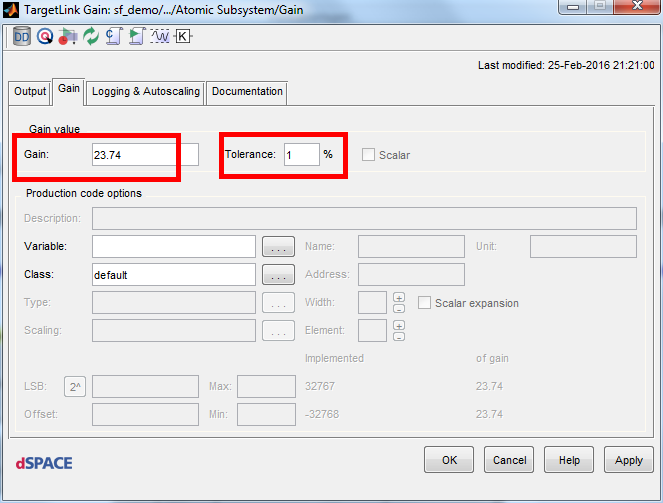 TargetLink Gain: sf_demo/.../Atomic Subsystem/Gain
DD C K
Last modified: 25-Feb-2016 21:21:00
Output Gain Logging & Autoscaling Documentation
Gain value
Gain: 23.74 Tolerance: 1 % Scalar
Production code options
Description:
Variable: ... Name: Unit:
Class: default ... Address:
Type: ... Width: + - Scalar expansion
Scaling: ... Element: + -
Implemented of gain
LSB: 2^ Max: 32767 23.74
Offset: Min: -32768 23.74
dSPACE OK Cancel Help Apply